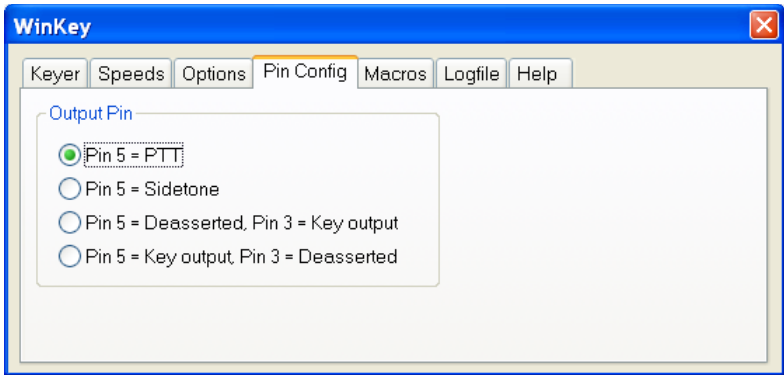 WinKey
Keyer Speeds Options Pin Config Macros Logfile Help
Output Pin
Pin 5 = PTT
Pin 5 = Sidetone
Pin 5 = Deasserted, Pin 3 = Key output
Pin 5 = Key output, Pin 3 = Deasserted